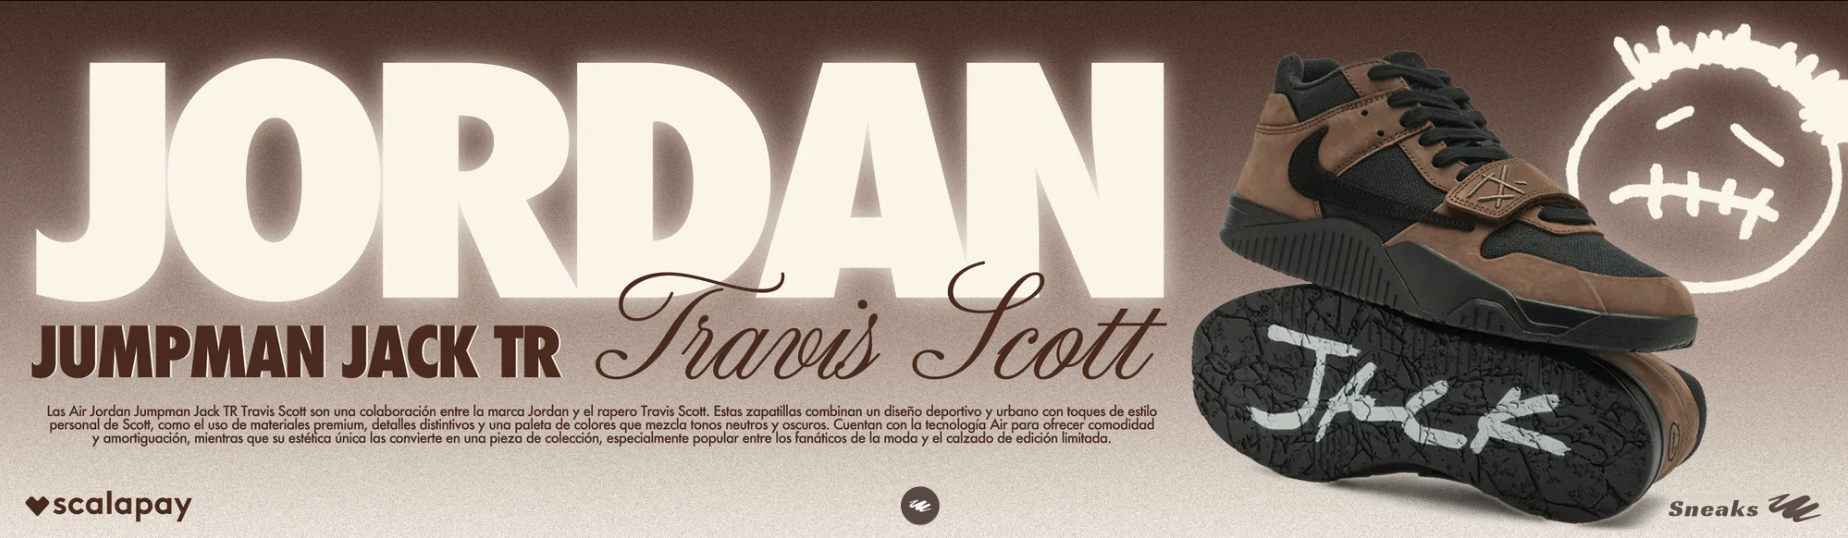 JORDAN
JUMPMAN JACK TR
Travis Scott
Las Air Jordan Jumpman Jack TR Travis Scott son una colaboración entre la marca Jordan y el rapero Travis Scott. Estas zapatillas combinan un diseño deportivo y urbano con toques de estilo
personal de Scott, como el uso de materiales premium, detalles distintivos y una paleta de colores que mezcla tonos neutros y oscuros. Cuentan con la tecnología Air para ofrecer comodidad
y amortiguación, mientras que su estética única las convierte en una pieza de colección, especialmente popular entre los fanáticos de la moda y el calzado de edición limitada.
JACK
scalapay
Sneaks